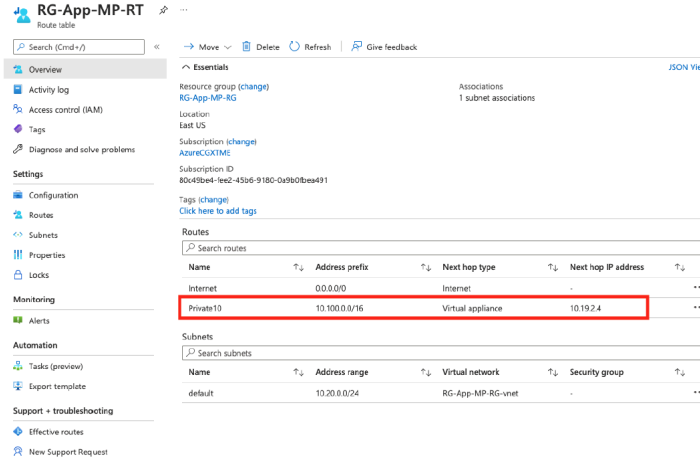 RG-App-MP-RT
Route table
Search (Cmd+/)
Overview
Activity log
Access control (IAM)
Tags
Diagnose and solve problems
Settings
Configuration
Routes
Subnets
Properties
Locks
Monitoring
Alerts
Automation
Tasks (preview)
Export template
Support + troubleshooting
Effective routes
New Support Request
Move Delete Refresh Give feedback
Essentials JSON Vie
Resource group (change)
RG-App-MP-RG
Associations
1 subnet associations
Location
East US
Subscription (change)
AzureCGXTME
Subscription ID
80c49be4-fee2-45b6-9180-0a9b0fbea491
Tags (change)
Click here to add tags
Routes
Search routes
Name Address prefix Next hop type Next hop IP address
Internet 0.0.0.0/0 Internet -
Private10 10.100.0.0/16 Virtual appliance 10.19.2.4
Subnets
Search subnets
Name Address range Virtual network Security group
default 10.20.0.0/24 RG-App-MP-RG-vnet -